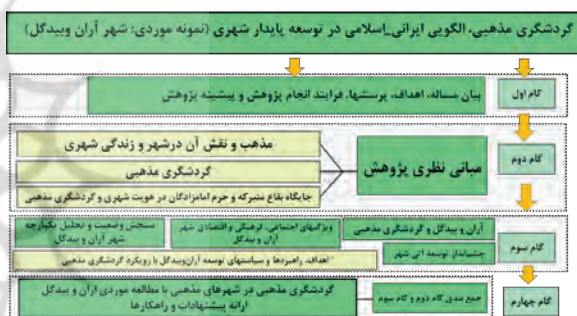 گردشگری مذهبی، الگویی ایرانی_اسلامی در توسعه پایدار شهری (نمونه موردی: شهر آران وبیدگل)
گام اول
بیان مساله، اهداف، پرسشها، فرایند انجام پژوهش و پیشینه پژوهش
گام دوم
مبانی نظری پژوهش
مذهب و نقش آن درشهر و زندگی شهری
گردشگری مذهبی
جایگاه بقاع متبرکه و حرم امامزادگان در هویت شهری و گردشگری مذهبی
گام سوم
آران و بیدگل و گردشگری مذهبی
ویژگیهای اجتماعی، فرهنگی و اقتصادی شهر
آران و بیدگل
سنجش وضعیت و تحلیل یکپارچه
شهر آران و بیدگل
چشم‌انداز توسعه آتی شهر
اهداف، راهبردها و سیاستهای توسعه آران‌وبیدگل با رویکرد گردشگری مذهبی
گام چهارم
جمع بندی گام دوم و گام سوم
گردشگری مذهبی در شهرهای مذهبی با مطالعه موردی آران و بیدگل
ارائه پیشنهادات و راهکارها